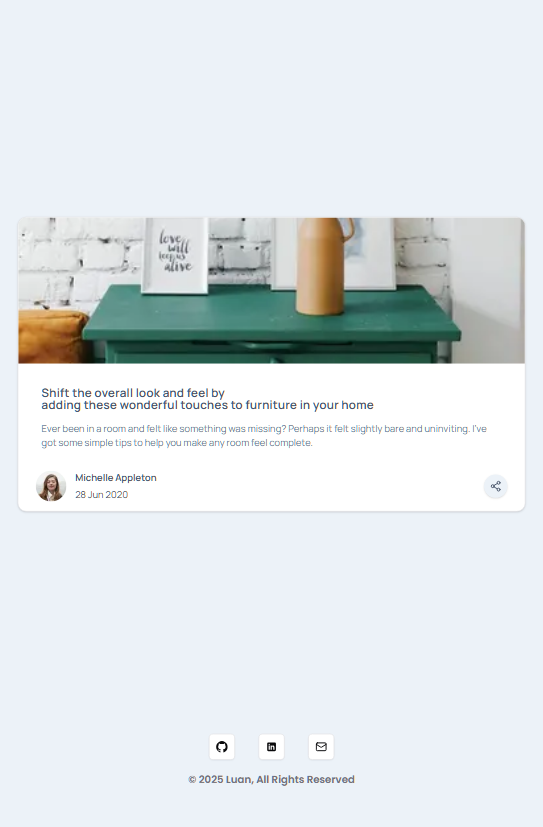 love
will
keep us
alive
Shift the overall look and feel by
adding these wonderful touches to furniture in your home
Ever been in a room and felt like something was missing? Perhaps it felt slightly bare and uninviting. I've
got some simple tips to help you make any room feel complete.
Michelle Appleton
28 Jun 2020
© 2025 Luan, All Rights Reserved